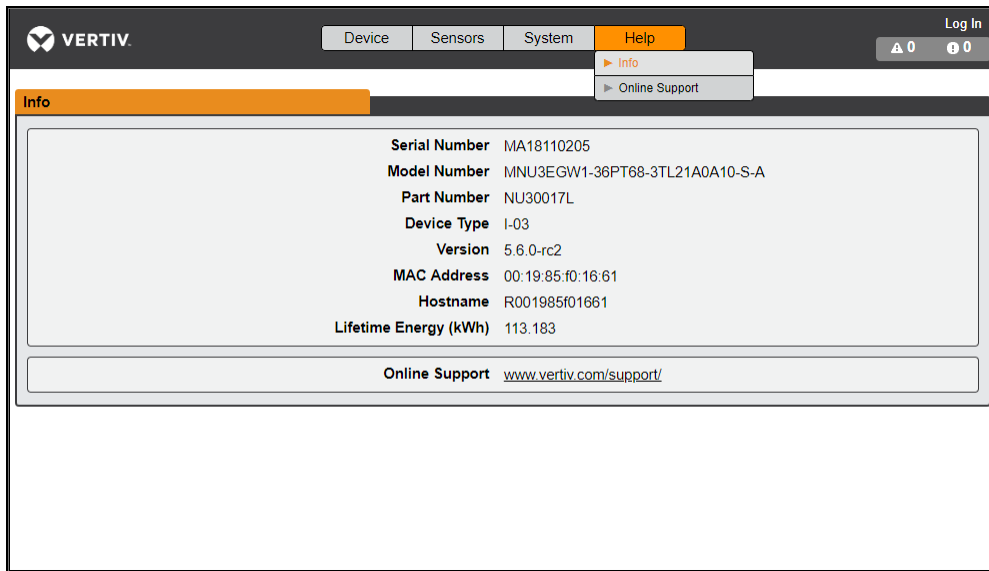 VERTIV.
Device Sensors System Help Log In
0 0
Info
Online Support
Info
Serial Number MA18110205
Model Number MNU3EGW1-36PT68-3TL21A0A10-S-A
Part Number NU30017L
Device Type I-03
Version 5.6.0-rc2
MAC Address 00:19:85:f0:16:61
Hostname R001985f01661
Lifetime Energy (kWh) 113.183
Online Support www.vertiv.com/support/